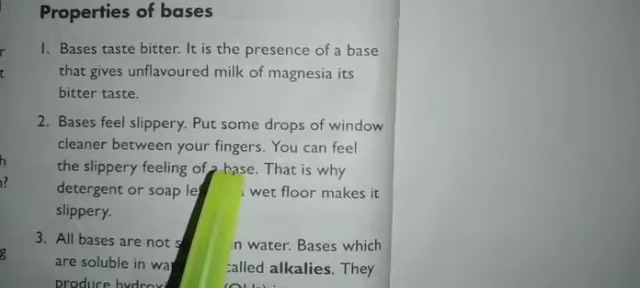 Properties of bases
1. Bases taste bitter. It is the presence of a base
that gives unflavoured milk of magnesia its
bitter taste.
2. Bases feel slippery. Put some drops of window
cleaner between your fingers. You can feel
the slippery feeling of a base. That is why
detergent or soap wet floor makes it
slippery.
3. All bases are not in water. Bases which
are soluble in called alkalies. They
produce